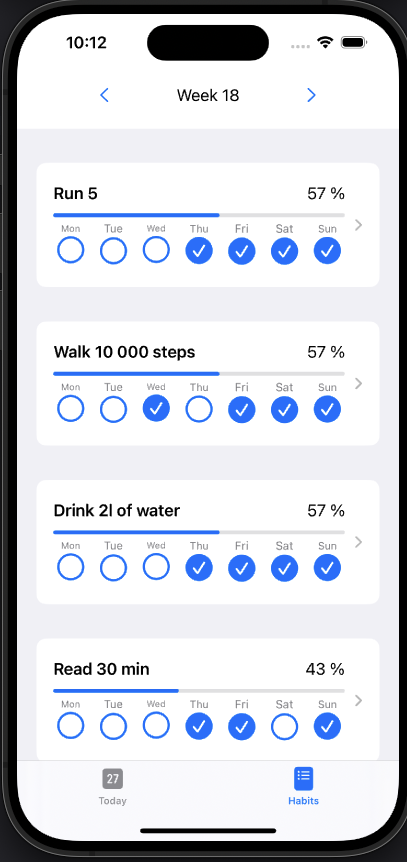 10:12
Week 18
Run 5 57 %
Mon Tue Wed Thu Fri Sat Sun
Walk 10 000 steps 57 %
Mon Tue Wed Thu Fri Sat Sun
Drink 2l of water 57 %
Mon Tue Wed Thu Fri Sat Sun
Read 30 min 43 %
Mon Tue Wed Thu Fri Sat Sun
27
Today Habits